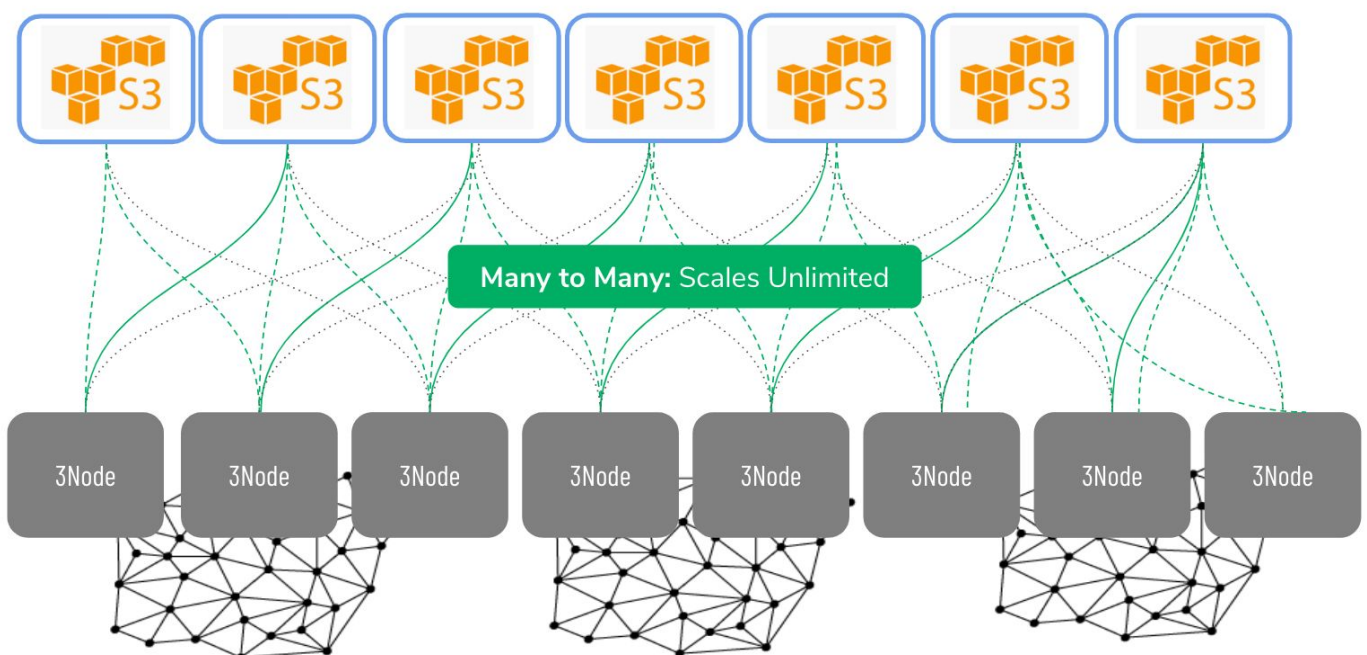 S3
S3
S3
S3
S3
S3
S3
Many to Many: Scales Unlimited
3Node
3Node
3Node
3Node
3Node
3Node
3Node
3Node